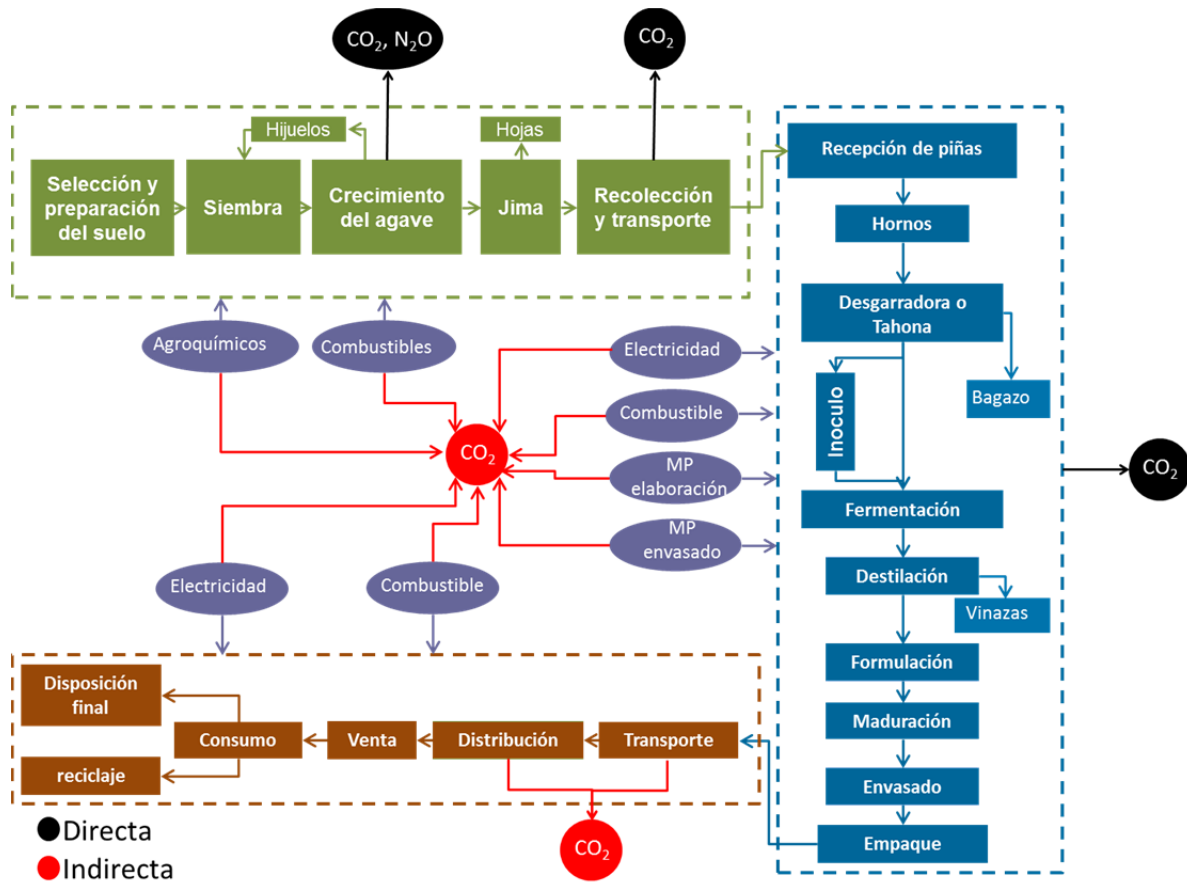 CO₂, N₂O
CO₂
Hijuelos
Hojas
Selección y
preparación
del suelo
Siembra
Crecimiento
del agave
Jima
Recolección
y transporte
Recepción de piñas
Hornos
Desgarradora o
Tahona
Bagazo
Inoculo
Fermentación
Destilación
Vinazas
Formulación
Maduración
Envasado
Empaque
CO₂
Agroquímicos
Combustibles
Electricidad
Combustible
MP
elaboración
MP
envasado
CO₂
Electricidad
Combustible
Disposición
final
reciclaje
Consumo
Venta
Distribución
Transporte
CO₂
Directa
Indirecta